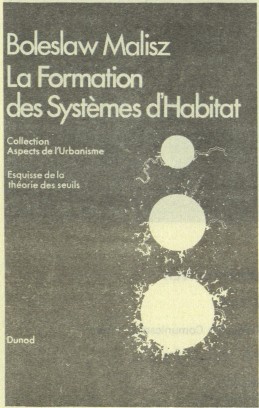 Boleslaw Malisz
La Formation
des Systèmes d'Habitat
Collection
Aspects de l'Urbanisme
Esquisse de la
théorie des seuils
Dunod